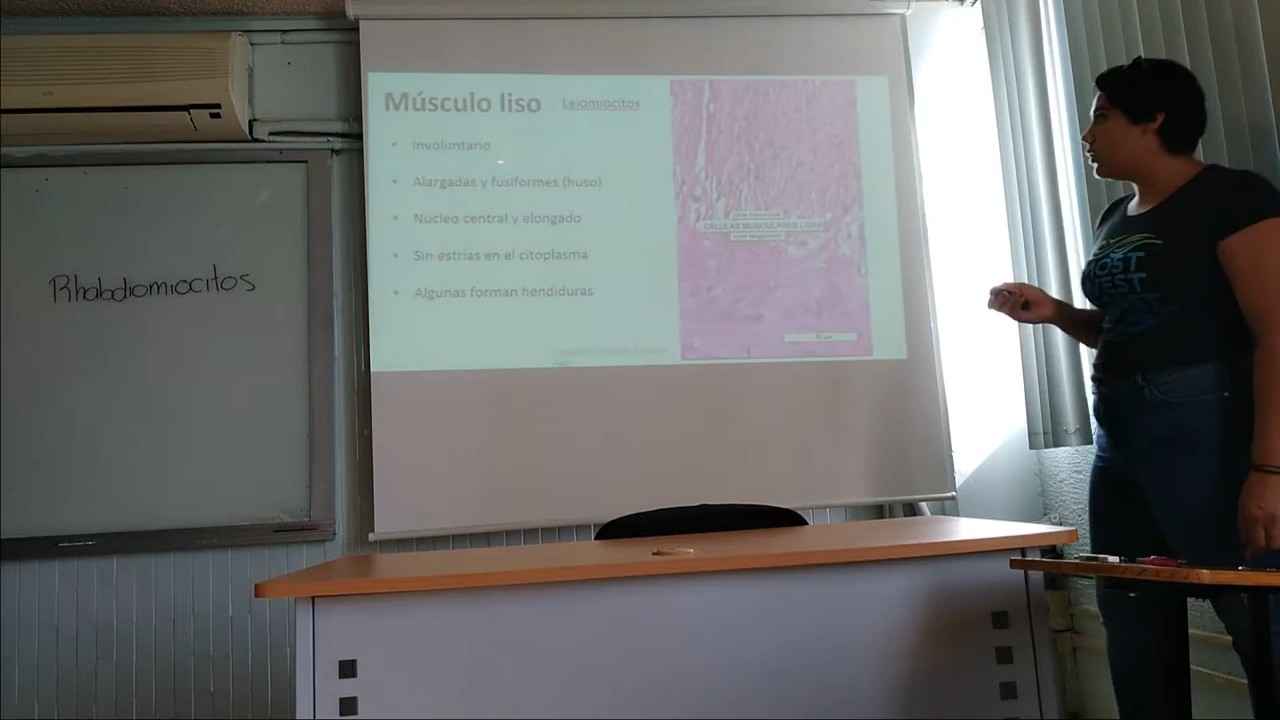 Rhabdiomiocitos
Músculo liso
Leiomiocitos
Involuntario
Alargadas y fusiformes (huso)
Núcleo central y elongado
Sin estrías en el citoplasma
Algunas forman hendiduras
CÉLULAS MUSCULARES LISAS